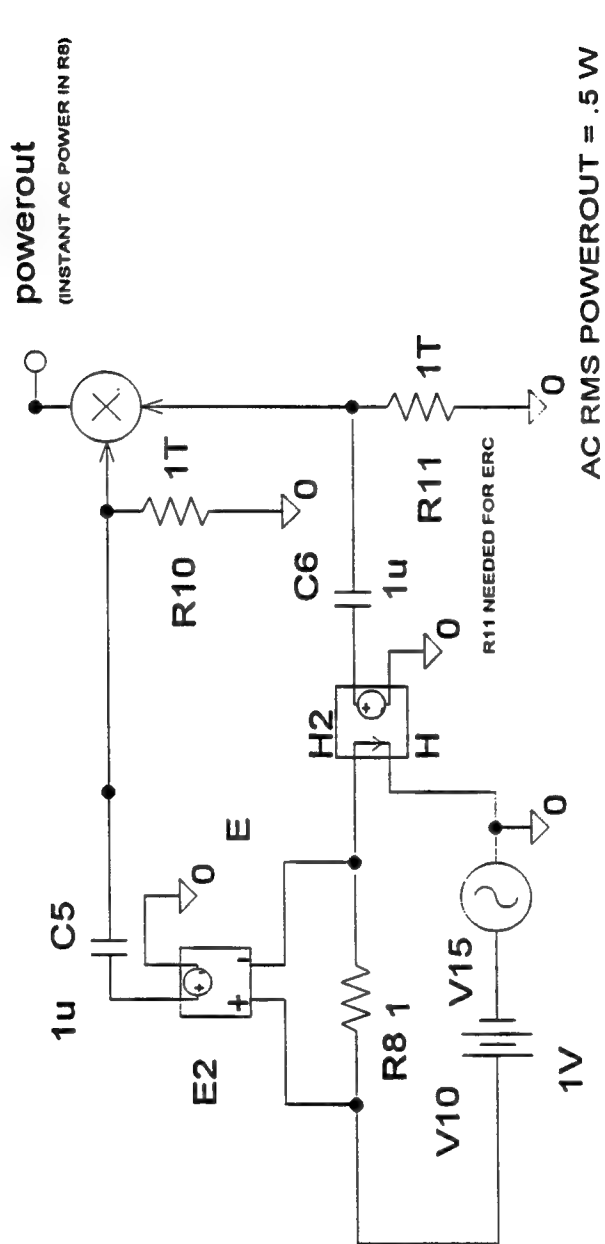 powerout
(INSTANT AC POWER IN R8)
1u
C5
E2
E
0
R10
1T
0
R8 1
H2
H
0
C6
1u
R11
1T
0
R11 NEEDED FOR ERC
V10
1V
V15
0
AC RMS POWEROUT = .5 W